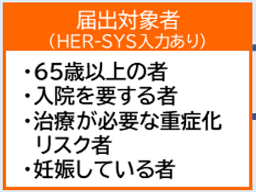 届出対象者
（HER-SYS入力あり）
・65歳以上の者
・入院を要する者
・治療が必要な重症化
リスク者
・妊娠している者